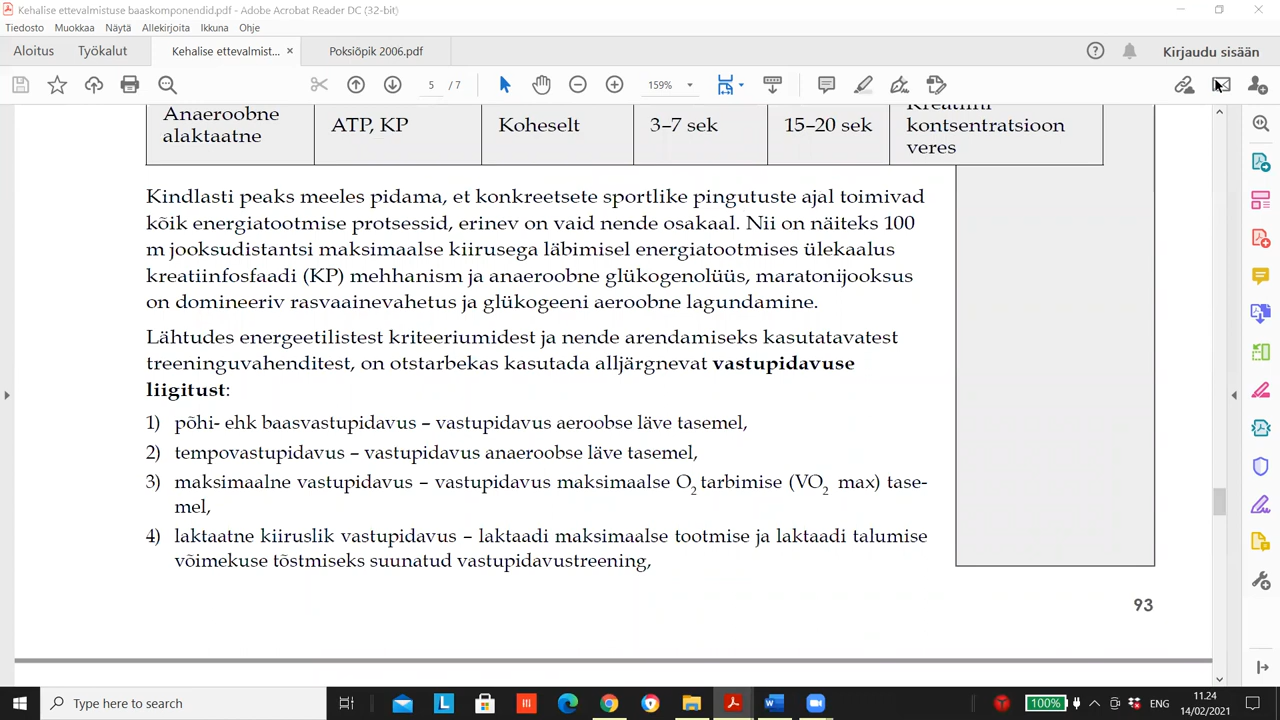 Kehalise ettevalmistuse baaskomponendid.pdf - Adobe Acrobat Reader DC (32-bit)
Tiedosto Muokkaa Näytä Allekirjoita Ikkuna Ohje
Aloitus Työkalut Kehalise ettevalmist... × Poksiõpik 2006.pdf Kirjaudu sisään
5 / 7 159%
Anaeroobne alaktaatne
ATP, KP
Koheselt
3–7 sek
15–20 sek
Kreatiini kontsentratsioon veres
Kindlasti peaks meeles pidama, et konkreetsete sportlike pingutuste ajal toimivad
kõik energiatootmise protsessid, erinev on vaid nende osakaal. Nii on näiteks 100
m jooksudistantsi maksimaalse kiirusega läbimisel energiatootmises ülekaalus
kreatiinfosfaadi (KP) mehhanism ja anaeroobne glükogenolüüs, maratonijooksus
on domineeriv rasvaainevahetus ja glükogeeni aeroobne lagundamine.
Lähtudes energeetilistest kriteeriumidest ja nende arendamiseks kasutatavatest
treeninguvahenditest, on otstarbekas kasutada alljärgnevat vastupidavuse
liigitust:
1) põhi- ehk baasvastupidavus – vastupidavus aeroobse läve tasemel,
2) tempovastupidavus – vastupidavus anaeroobse läve tasemel,
3) maksimaalne vastupidavus – vastupidavus maksimaalse O₂ tarbimise (VO₂ max) tase-
mel,
4) laktaatne kiiruslik vastupidavus – laktaadi maksimaalse tootmise ja laktaadi talumise
võimekuse tõstmiseks suunatud vastupidavustreening,
93
Type here to search
100% ENG
11.24
14/02/2021